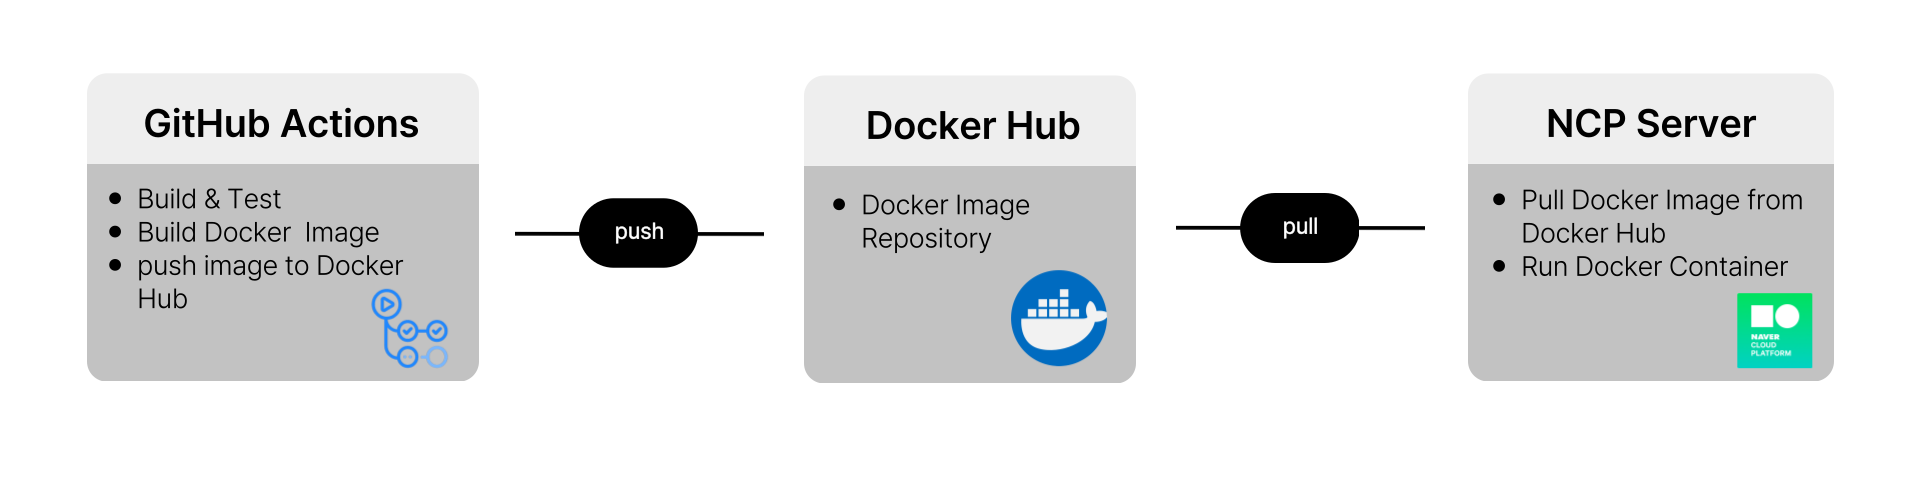 GitHub Actions
• Build & Test
• Build Docker  Image
• push image to Docker
Hub
push
Docker Hub
• Docker Image
Repository
pull
NCP Server
• Pull Docker Image from
Docker Hub
• Run Docker Container
NAVER
CLOUD
PLATFORM